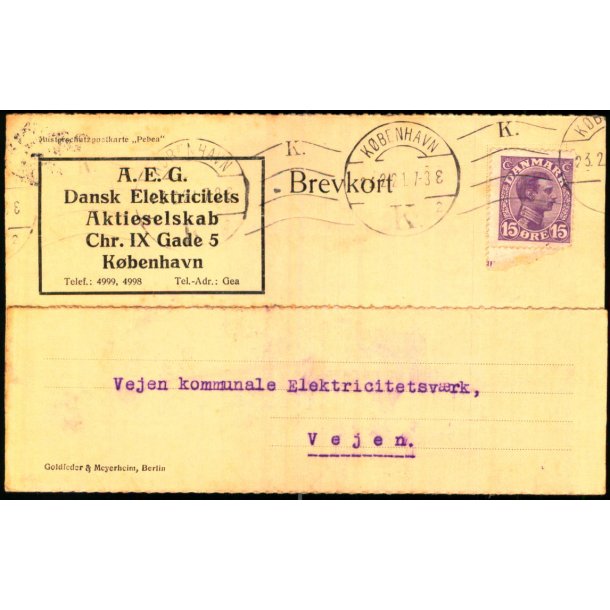 Musterschutzpostkarte „Pebea"
A.E.G.
Dansk Elektricitets
Aktieselskab
Chr. IX Gade 5
København
Telef.: 4999, 4998 Tel.-Adr.: Gea
K.
Brevkort
KØBENHAVN
K
2
K.
DANMARK
15 ØRE 15
Vejen kommunale Elektricitetsværk,
Vejen.
Goldfeder & Meyerheim, Berlin